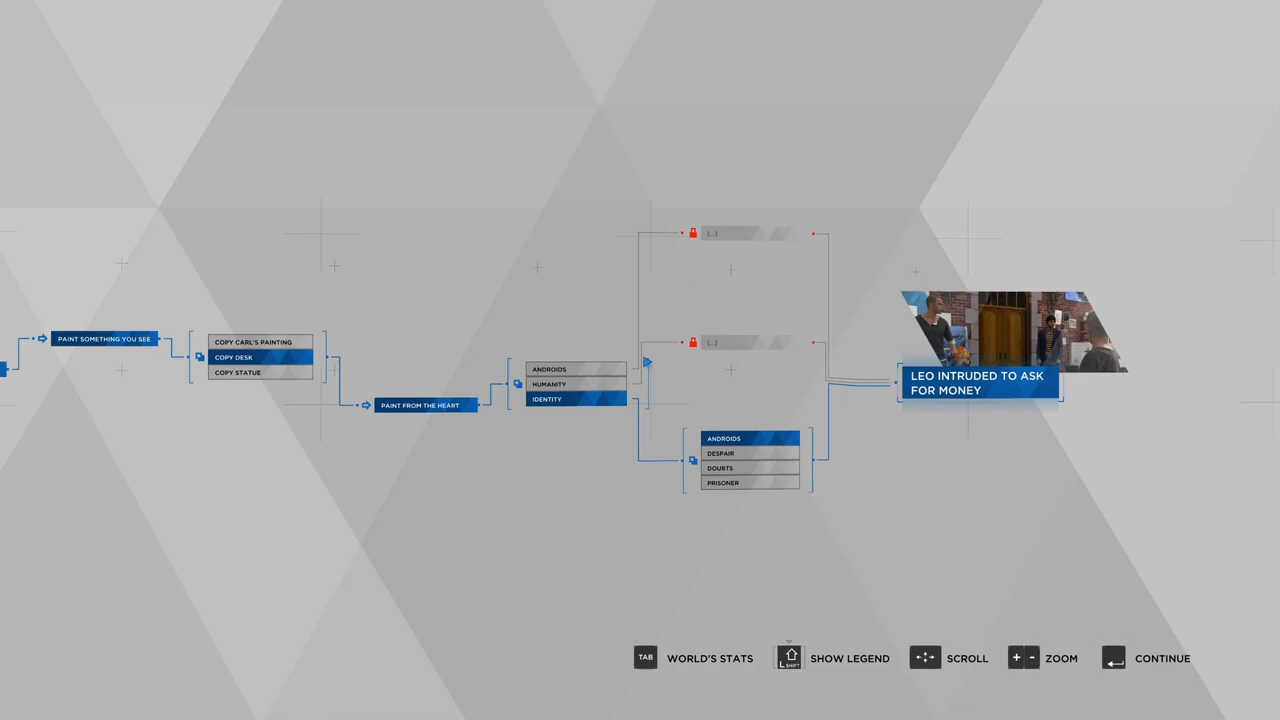 [...]
PAINT SOMETHING YOU SEE
COPY CARL'S PAINTING
COPY DESK
COPY STATUE
[...]
ANDROIDS
HUMANITY
IDENTITY
LEO INTRUDED TO ASK
FOR MONEY
PAINT FROM THE HEART
ANDROIDS
DESPAIR
DOUBTS
PRISONER
TAB
WORLD'S STATS
L SHIFT
SHOW LEGEND
SCROLL
+ -
ZOOM
CONTINUE